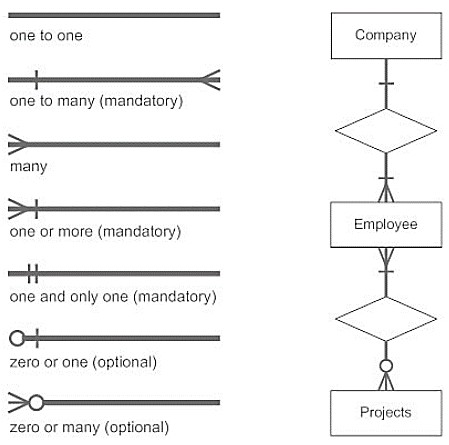 one to one
one to many (mandatory)
many
one or more (mandatory)
one and only one (mandatory)
zero or one (optional)
zero or many (optional)
Company
Employee
Projects